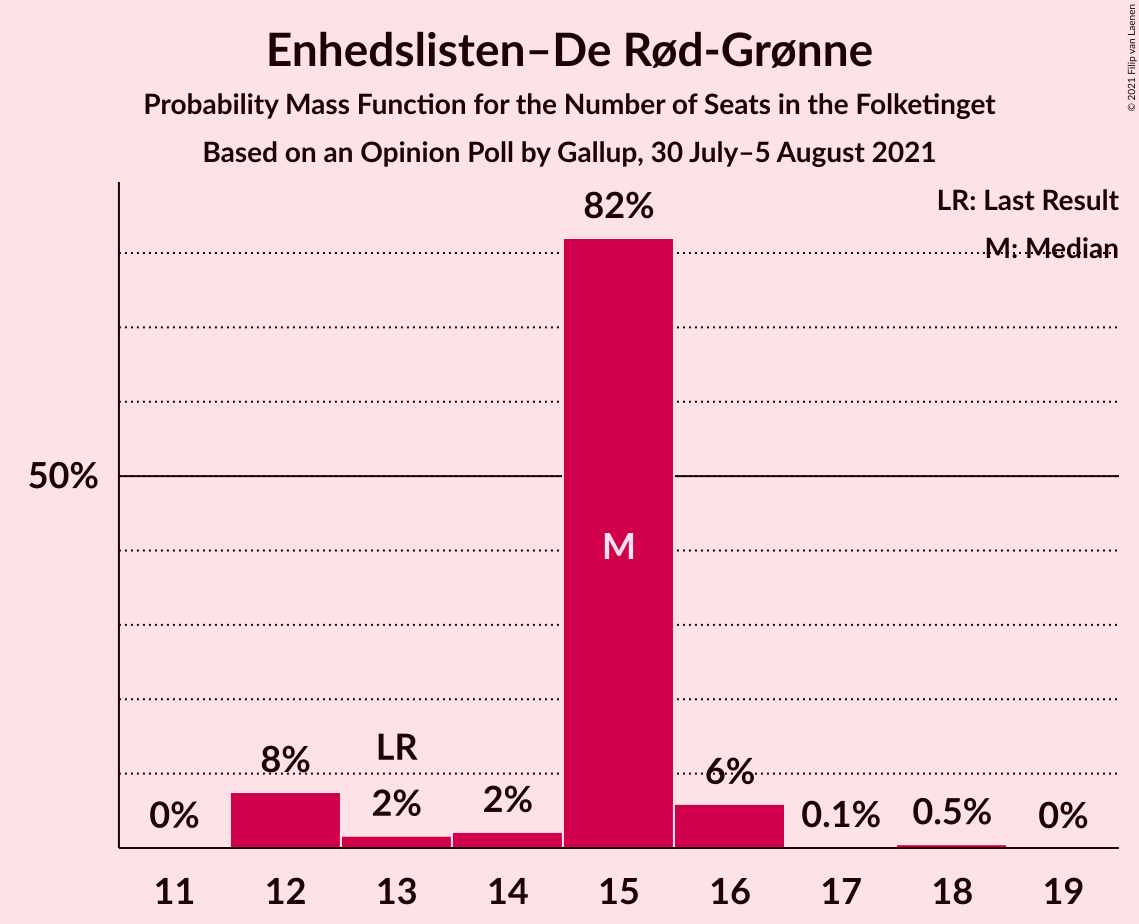 Enhedslisten–De Rød-Grønne
Probability Mass Function for the Number of Seats in the Folketinget
Based on an Opinion Poll by Gallup, 30 July–5 August 2021
© 2021 Filip van Laenen
LR: Last Result
M: Median
82%
50%
M
LR
8%
2%
2%
6%
0%
0.1%
0.5%
0%
11 12 13 14 15 16 17 18 19